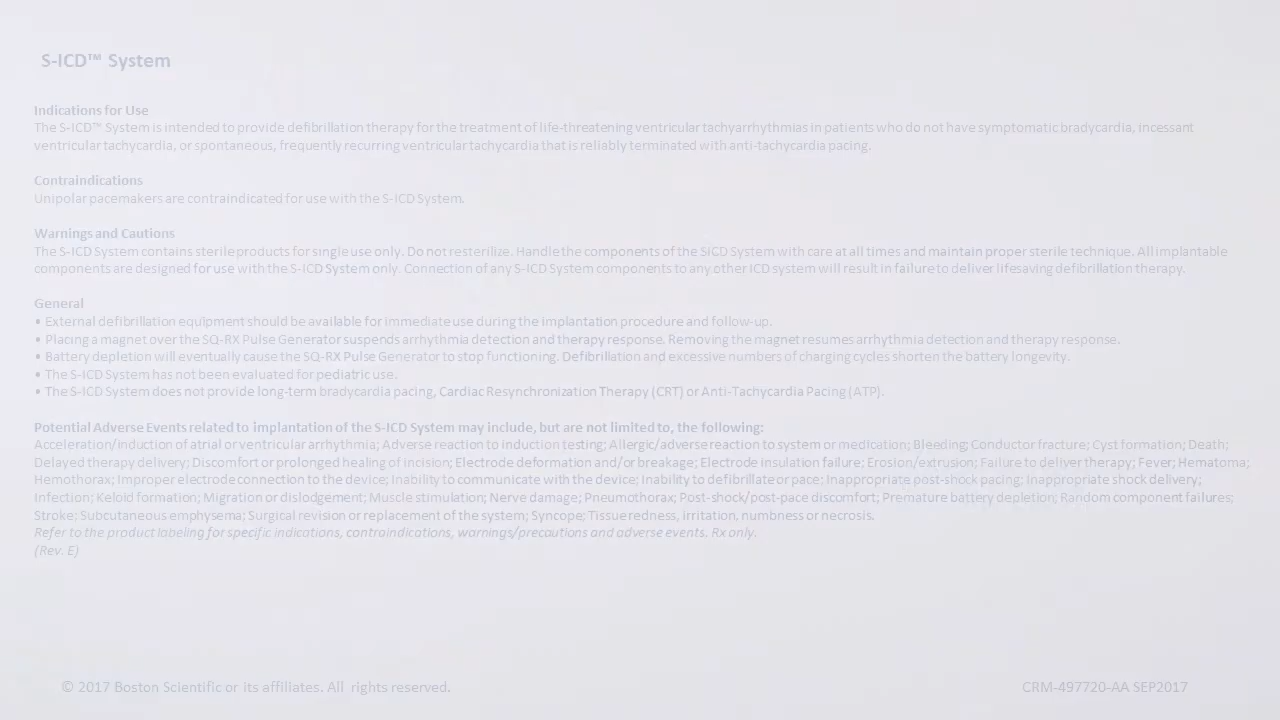 S-ICD™ System
Indications for Use
The S-ICD™ System is intended to provide defibrillation therapy for the treatment of life-threatening ventricular tachyarrhythmias in patients who do not have symptomatic bradycardia, incessant
ventricular tachycardia, or spontaneous, frequently recurring ventricular tachycardia that is reliably terminated with anti-tachycardia pacing.
Contraindications
Unipolar pacemakers are contraindicated for use with the S-ICD System.
Warnings and Cautions
The S-ICD System contains sterile products for single use only. Do not resterilize. Handle the components of the SICD System with care at all times and maintain proper sterile technique. All implantable
components are designed for use with the S-ICD System only. Connection of any S-ICD System components to any other ICD system will result in failure to deliver lifesaving defibrillation therapy.
General
• External defibrillation equipment should be available for immediate use during the implantation procedure and follow-up.
• Placing a magnet over the SQ-RX Pulse Generator suspends arrhythmia detection and therapy response. Removing the magnet resumes arrhythmia detection and therapy response.
• Battery depletion will eventually cause the SQ-RX Pulse Generator to stop functioning. Defibrillation and excessive numbers of charging cycles shorten the battery longevity.
• The S-ICD System has not been evaluated for pediatric use.
• The S-ICD System does not provide long-term bradycardia pacing, Cardiac Resynchronization Therapy (CRT) or Anti-Tachycardia Pacing (ATP).
Potential Adverse Events related to implantation of the S-ICD System may include, but are not limited to, the following:
Acceleration/induction of atrial or ventricular arrhythmia; Adverse reaction to induction testing; Allergic/adverse reaction to system or medication; Bleeding; Conductor fracture; Cyst formation; Death;
Delayed therapy delivery; Discomfort or prolonged healing of incision; Electrode deformation and/or breakage; Electrode insulation failure; Erosion/extrusion; Failure to deliver therapy; Fever; Hematoma;
Hemothorax; Improper electrode connection to the device; Inability to communicate with the device; Inability to defibrillate or pace; Inappropriate post-shock pacing; Inappropriate shock delivery;
Infection; Keloid formation; Migration or dislodgement; Muscle stimulation; Nerve damage; Pneumothorax; Post-shock/post-pace discomfort; Premature battery depletion; Random component failures;
Stroke; Subcutaneous emphysema; Surgical revision or replacement of the system; Syncope; Tissue redness, irritation, numbness or necrosis.
Refer to the product labeling for specific indications, contraindications, warnings/precautions and adverse events. Rx only.
(Rev. E)
© 2017 Boston Scientific or its affiliates. All rights reserved.
CRM-497720-AA SEP2017